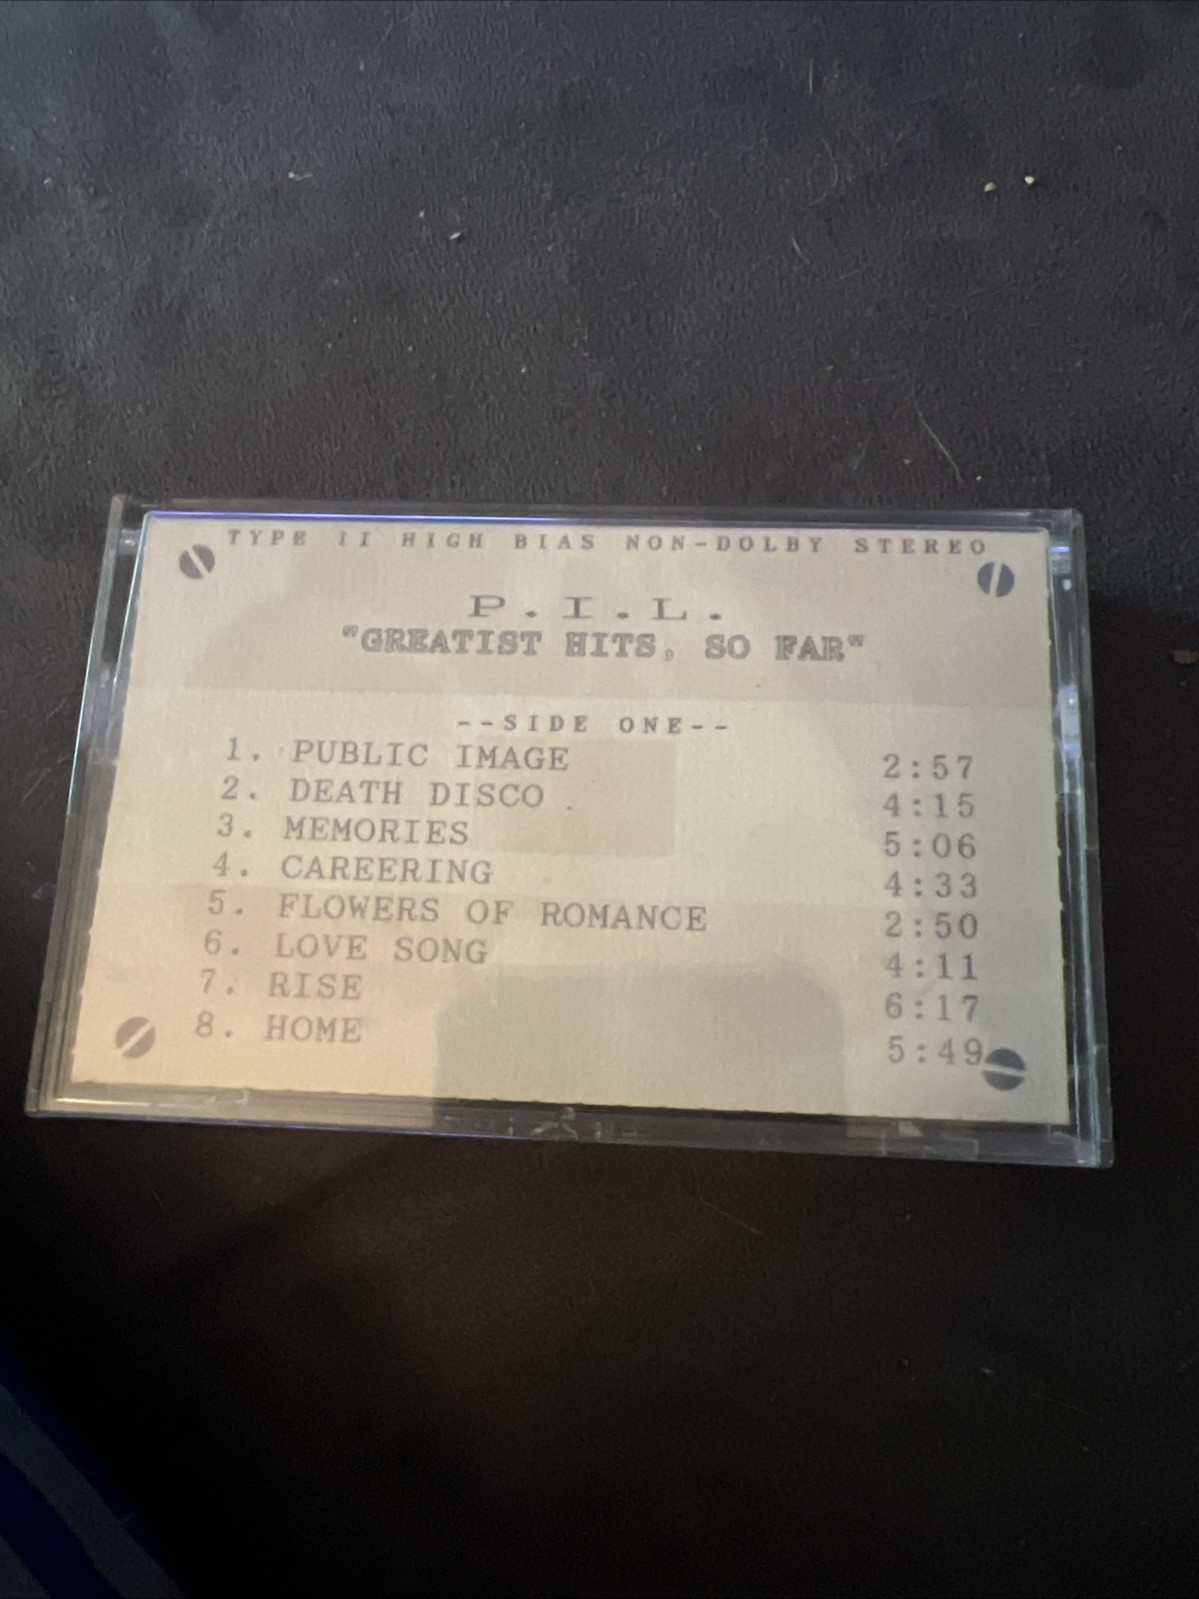 TYPE II HIGH BIAS NON-DOLBY STEREO
P.I.L.
"GREATIST HITS, SO FAR"
--SIDE ONE--
1. PUBLIC IMAGE 2:57
2. DEATH DISCO 4:15
3. MEMORIES 5:06
4. CAREERING 4:33
5. FLOWERS OF ROMANCE 2:50
6. LOVE SONG 4:11
7. RISE 6:17
8. HOME 5:49